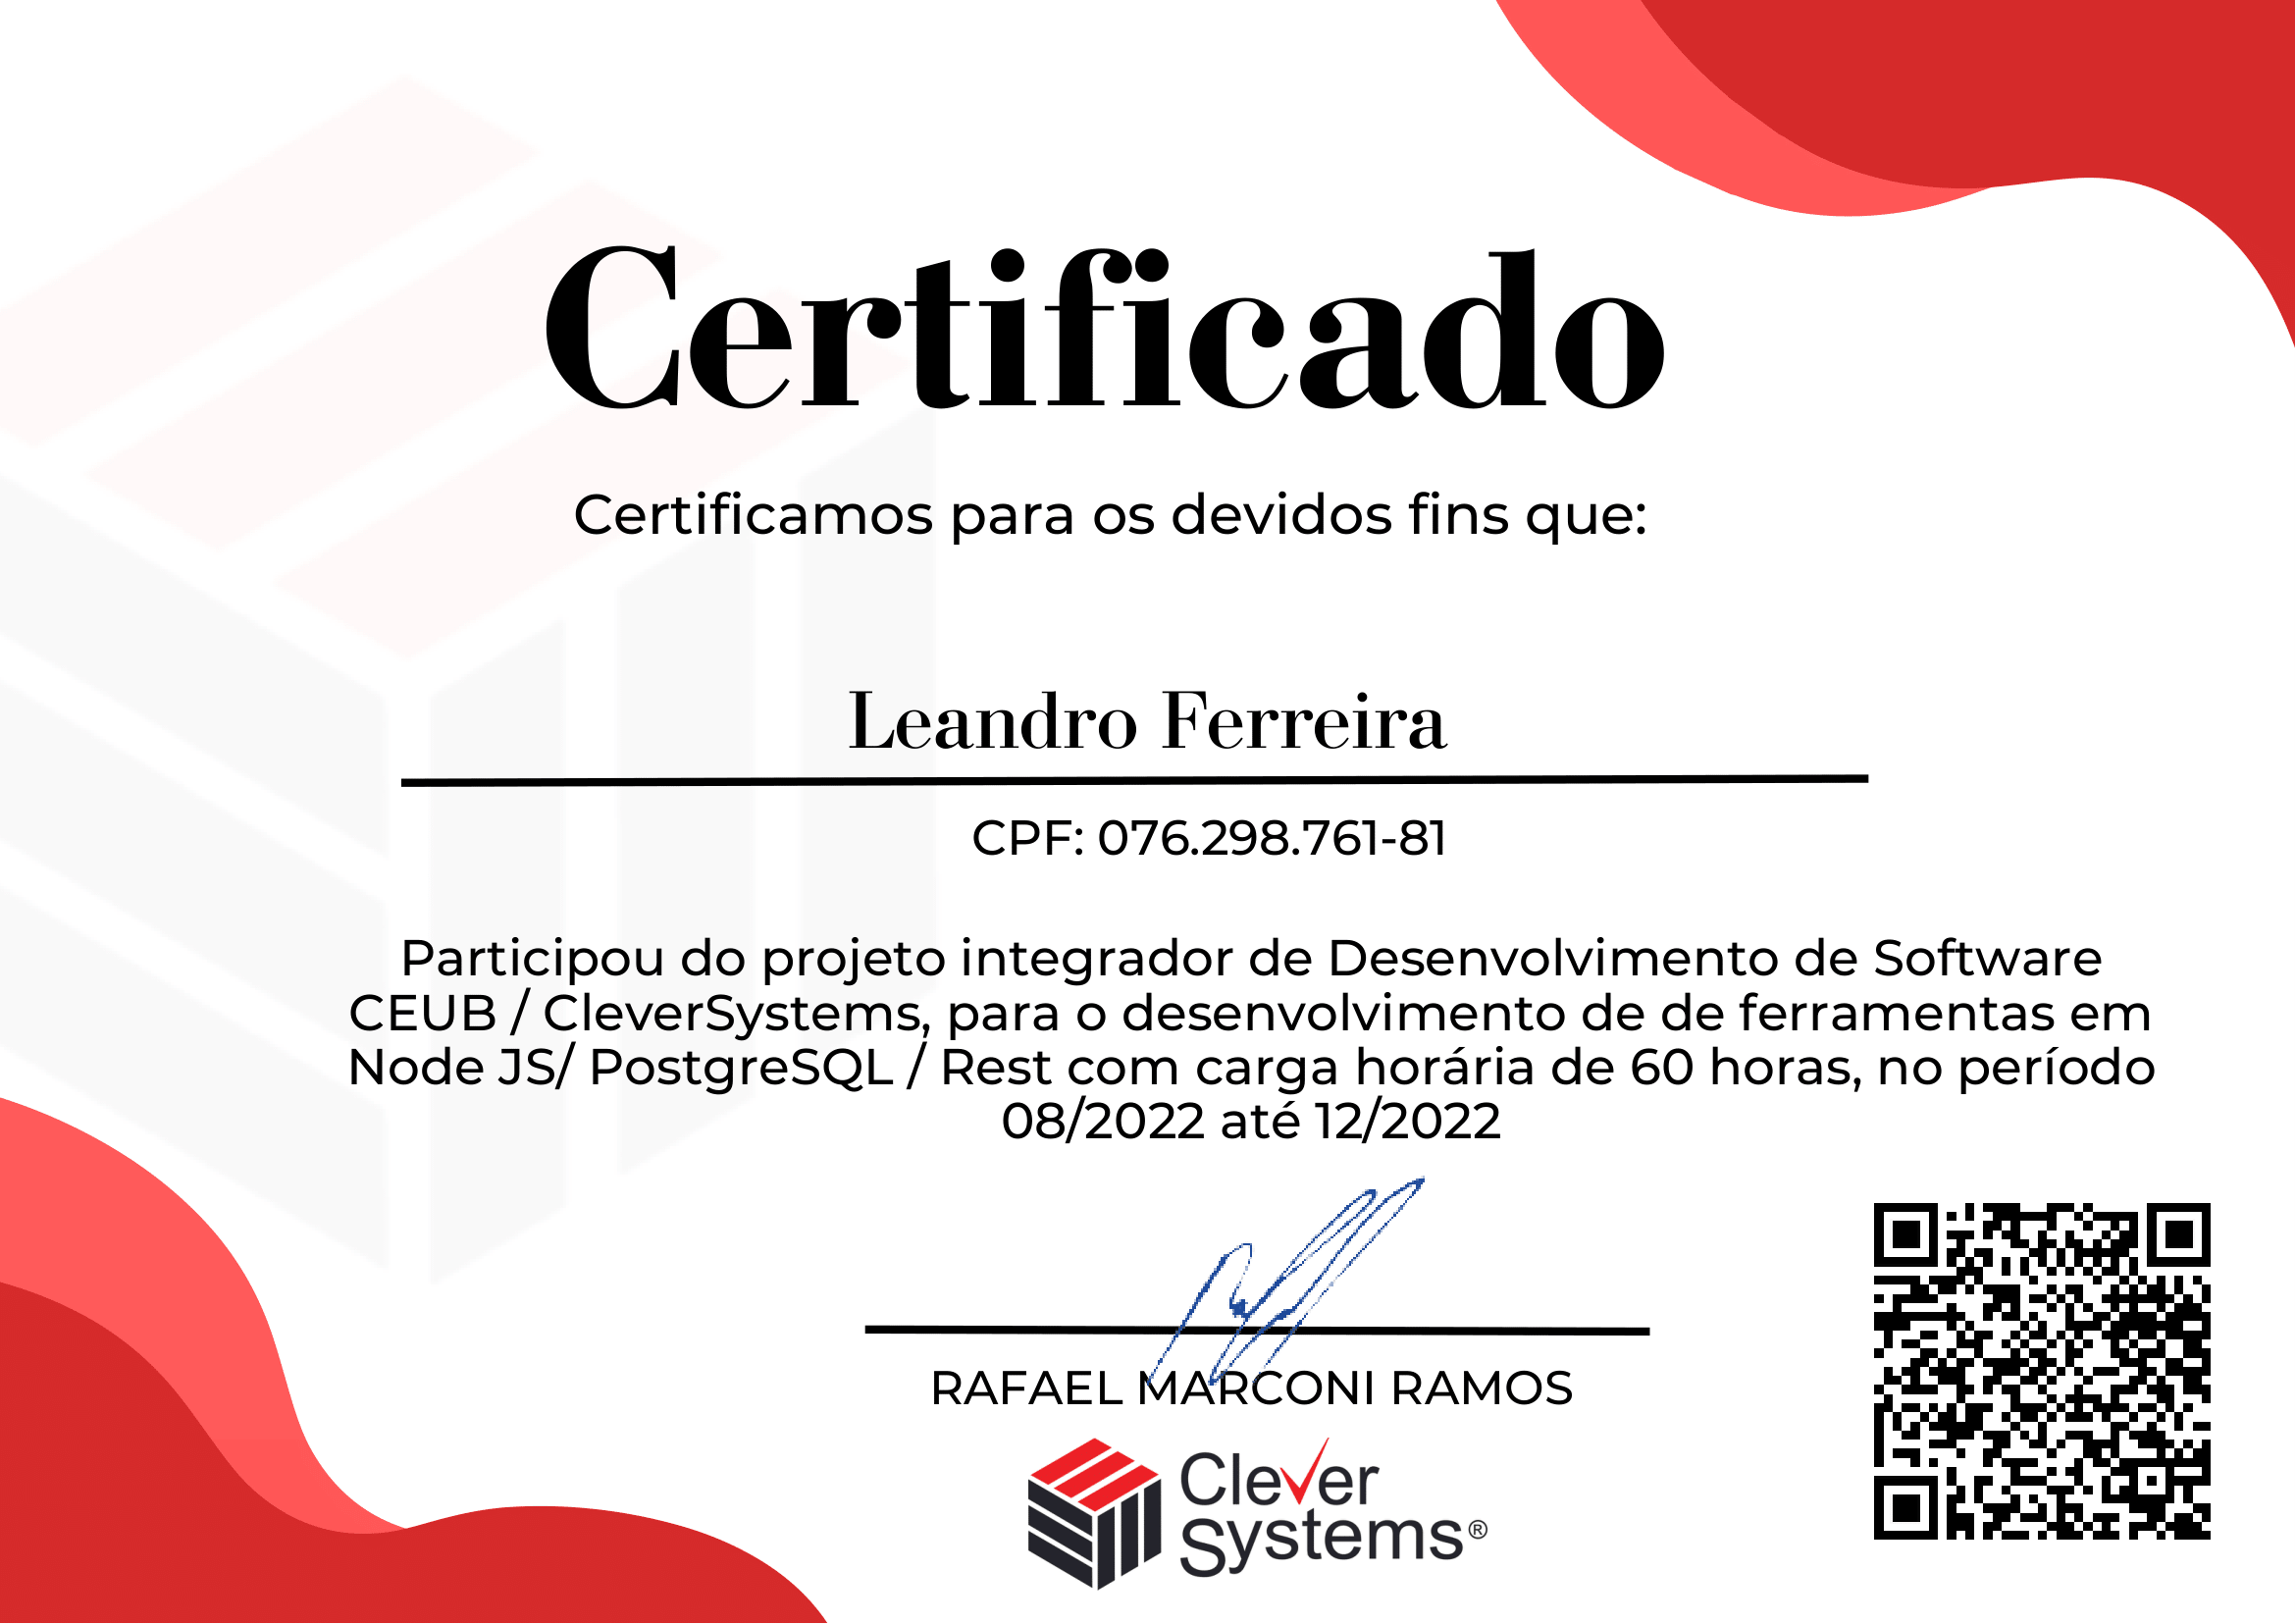 Certificado
Certificamos para os devidos fins que:
Leandro Ferreira
CPF: 076.298.761-81
Participou do projeto integrador de Desenvolvimento de Software
CEUB / CleverSystems, para o desenvolvimento de de ferramentas em
Node JS/ PostgreSQL / Rest com carga horária de 60 horas, no período
08/2022 até 12/2022
RAFAEL MARCONI RAMOS
Clever
Systems®